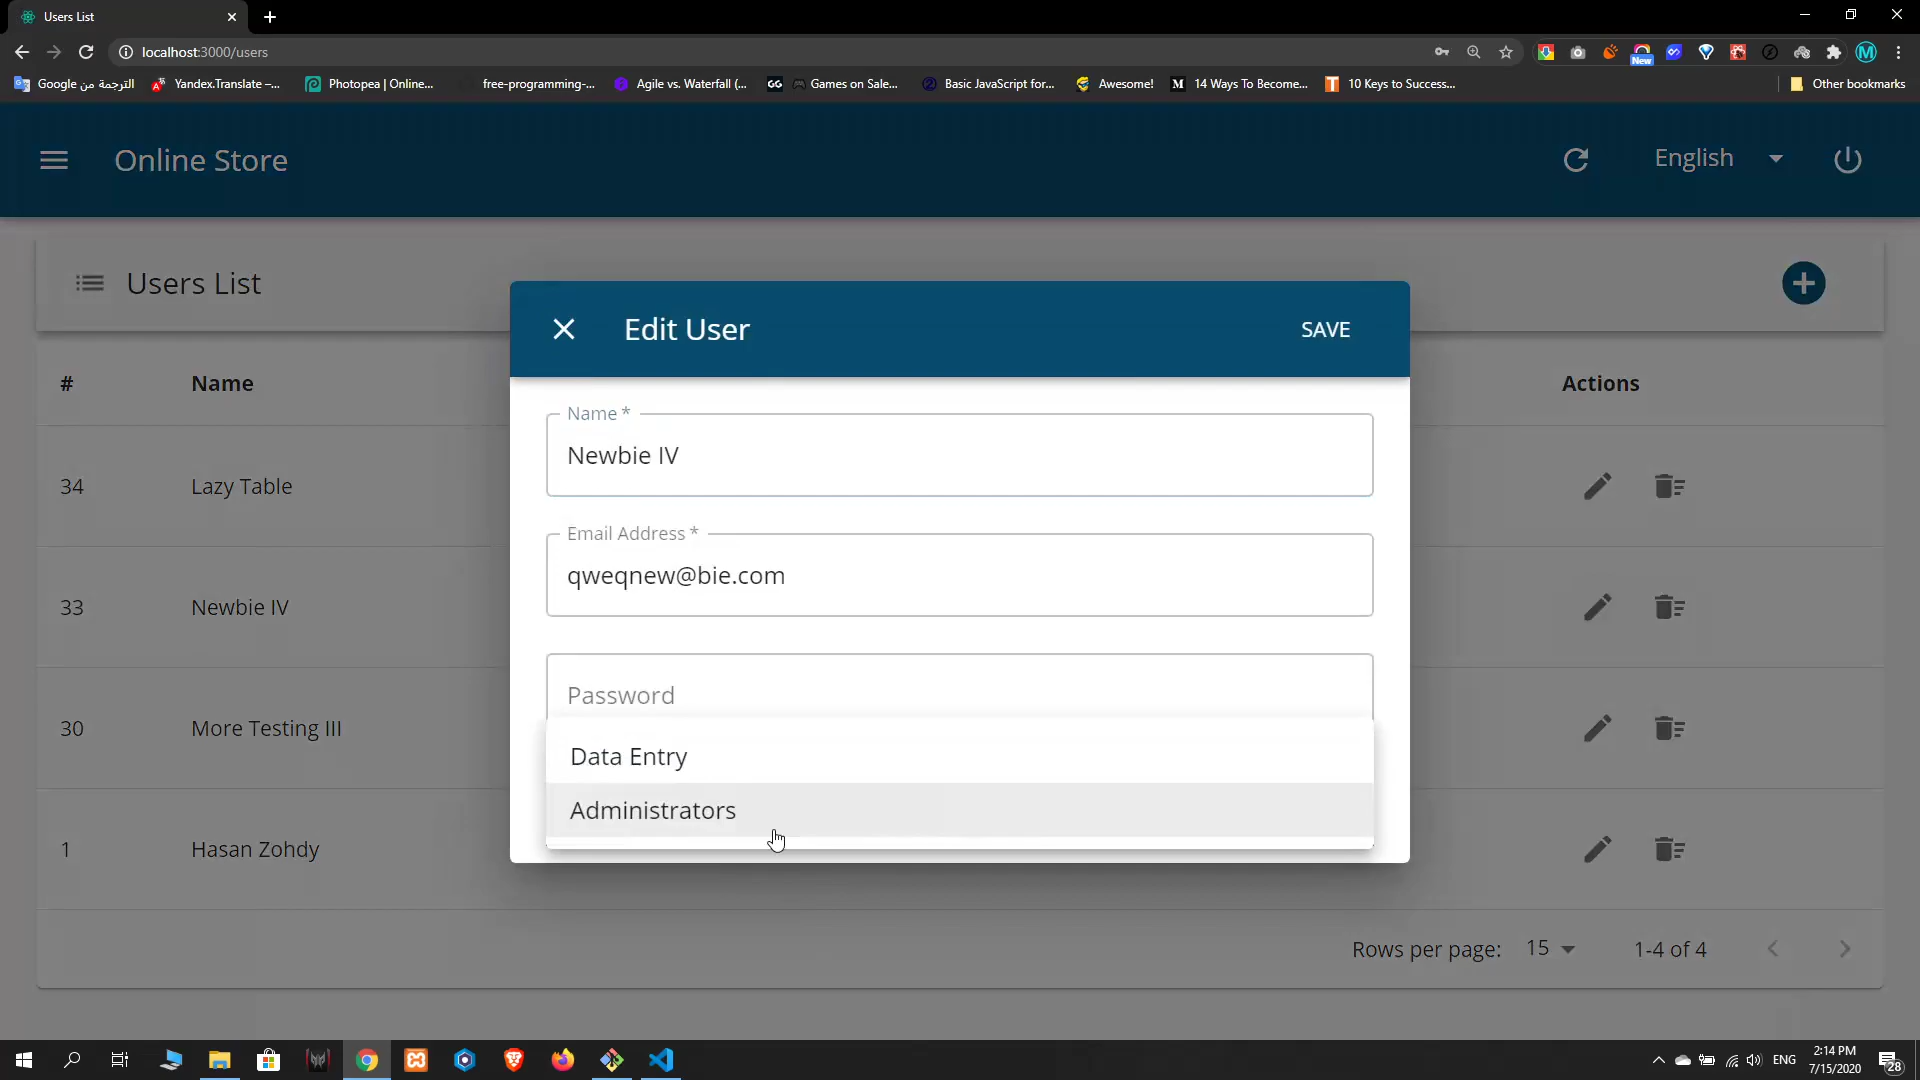 Users List
localhost:3000/users
New
M
الترجمة من Google
Yandex.Translate –...
Photopea | Online...
free-programming-...
Agile vs. Waterfall (...
GG
Games on Sale...
Basic JavaScript for...
Awesome!
M
14 Ways To Become...
T
10 Keys to Success...
Other bookmarks
Online Store
English
Users List
Edit User
SAVE
# Name Actions
Name *
Newbie IV
34 Lazy Table
Email Address *
qweqnew@bie.com
33 Newbie IV
Password
30 More Testing III
Data Entry
Administrators
1 Hasan Zohdy
Rows per page: 15 1-4 of 4
ENG
2:14 PM
7/15/2020
28